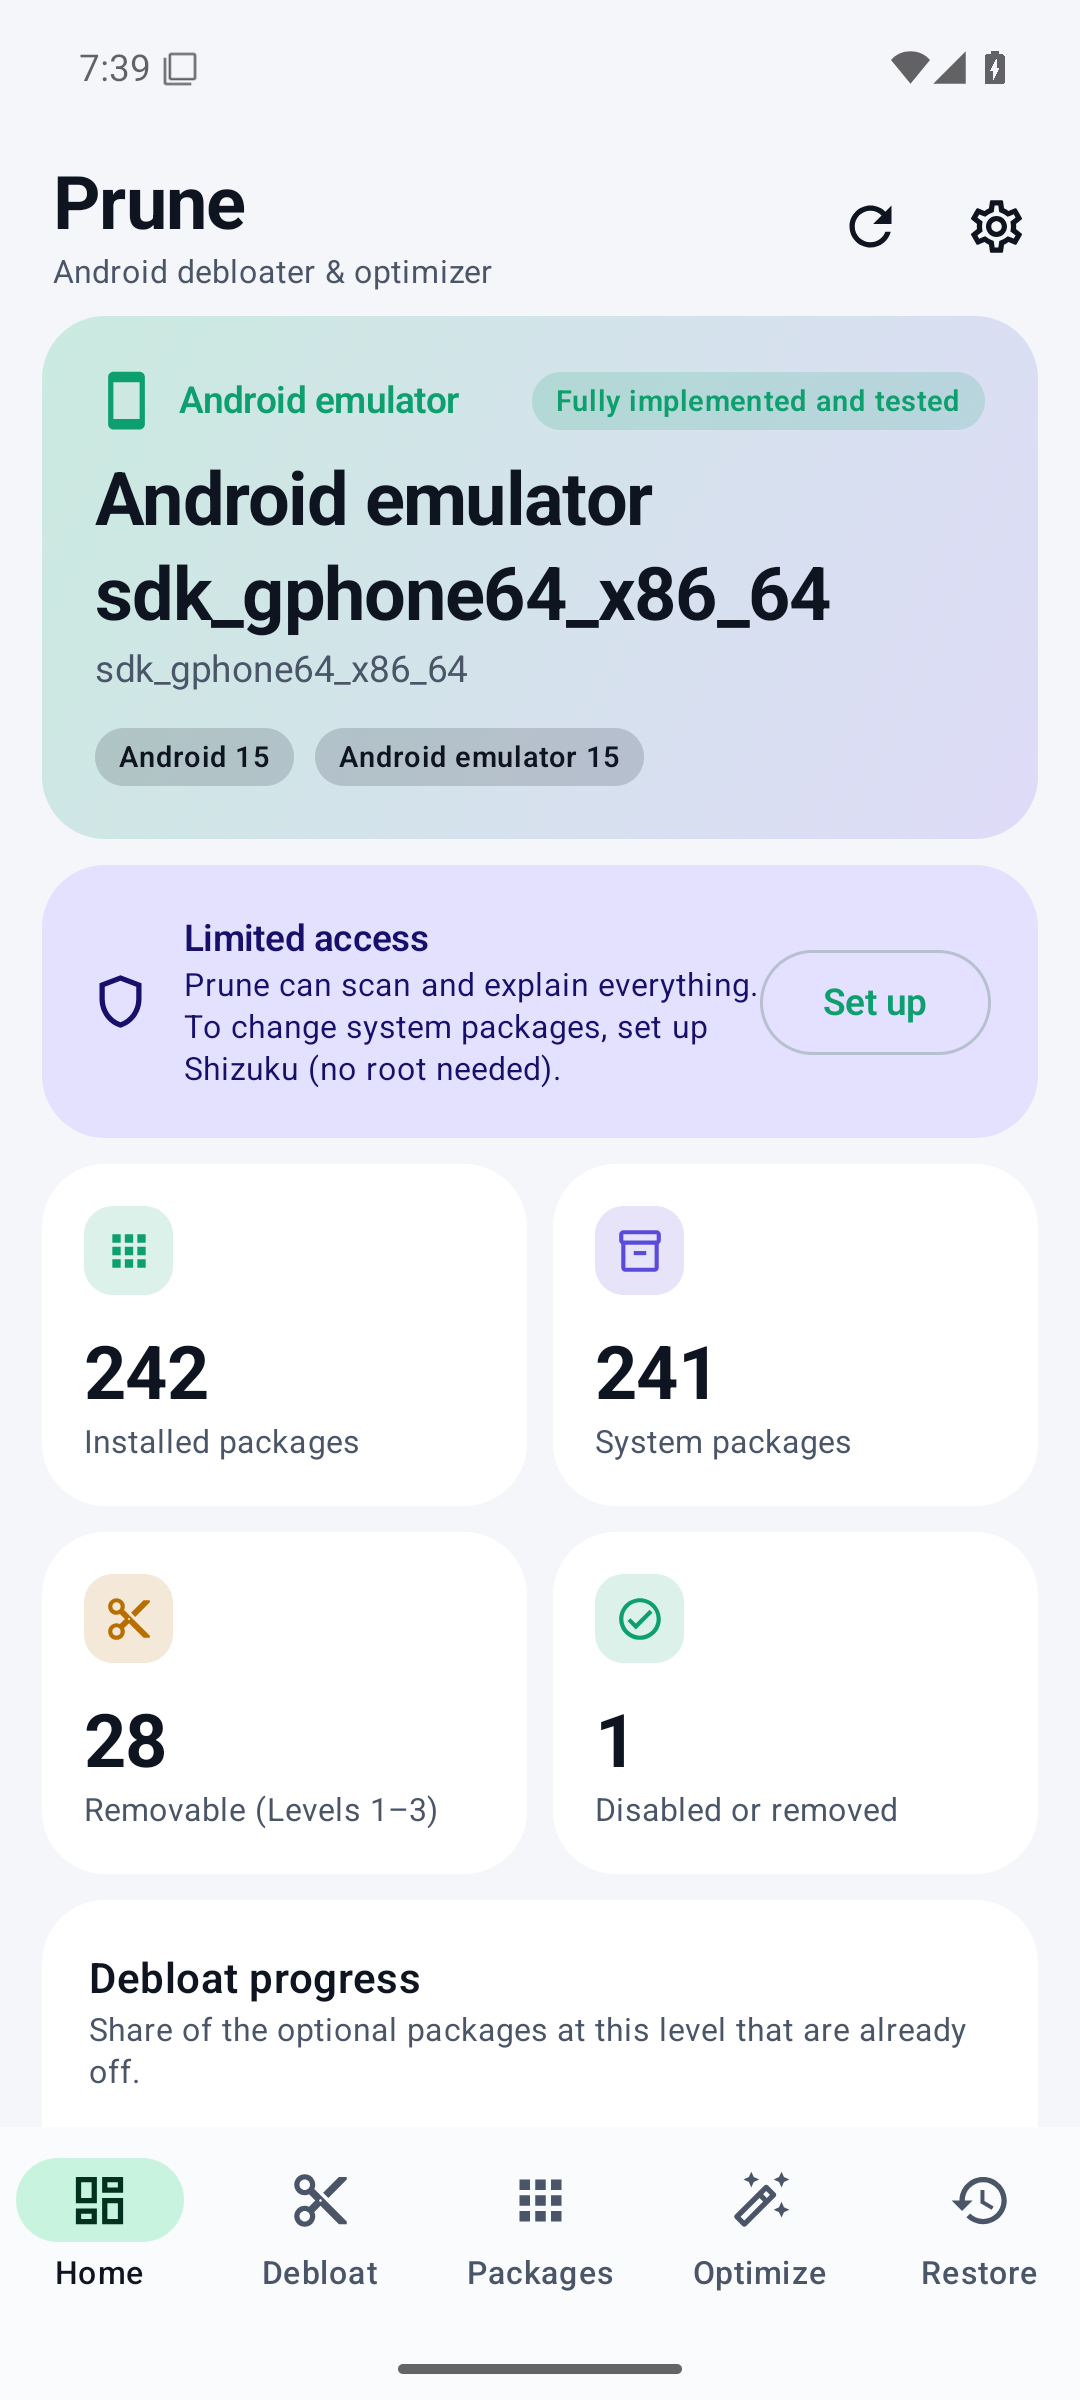 7:39
Prune
Android debloater & optimizer
Android emulator
Fully implemented and tested
Android emulator
sdk_gphone64_x86_64
sdk_gphone64_x86_64
Android 15
Android emulator 15
Limited access
Prune can scan and explain everything.
To change system packages, set up
Shizuku (no root needed).
Set up
242
Installed packages
241
System packages
28
Removable (Levels 1–3)
1
Disabled or removed
Debloat progress
Share of the optional packages at this level that are already
off.
Home
Debloat
Packages
Optimize
Restore